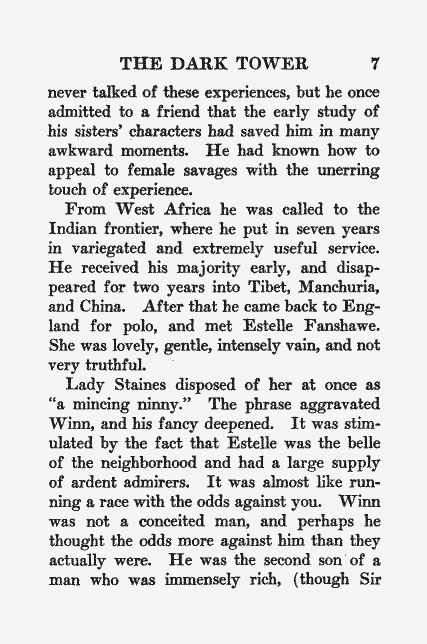 THE DARK TOWER 7
never talked of these experiences, but he once
admitted to a friend that the early study of
his sisters' characters had saved him in many
awkward moments. He had known how to
appeal to female savages with the unerring
touch of experience.
From West Africa he was called to the
Indian frontier, where he put in seven years
in variegated and extremely useful service.
He received his majority early, and disap-
peared for two years into Tibet, Manchuria,
and China. After that he came back to Eng-
land for polo, and met Estelle Fanshawe.
She was lovely, gentle, intensely vain, and not
very truthful.
Lady Staines disposed of her at once as
"a mincing ninny." The phrase aggravated
Winn, and his fancy deepened. It was stim-
ulated by the fact that Estelle was the belle
of the neighborhood and had a large supply
of ardent admirers. It was almost like run-
ning a race with the odds against you. Winn
was not a conceited man, and perhaps he
thought the odds more against him than they
actually were. He was the second son of a
man who was immensely rich, (though Sir